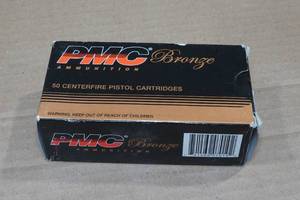 PMC Bronze
AMMUNITION
50 CENTERFIRE PISTOL CARTRIDGES
WARNING: KEEP OUT OF REACH OF CHILDREN
PMC Bronze
AMMUNITION